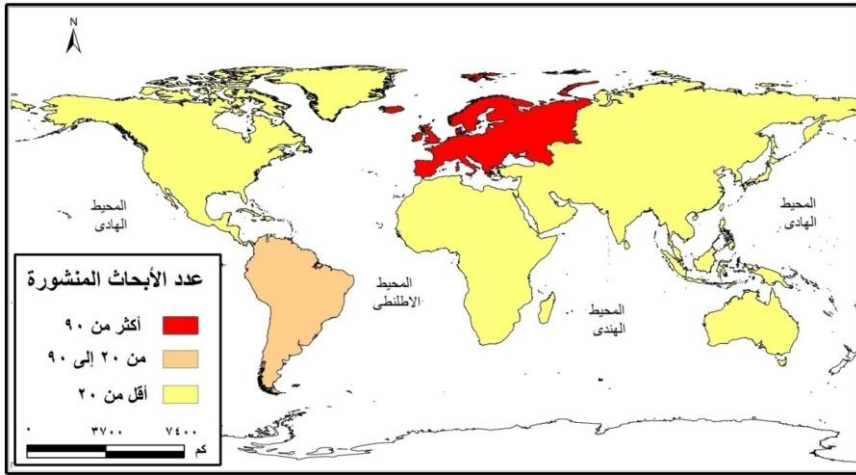 N
المحيط
الهادى
المحيط
الهادى
المحيط
الاطلنطى
المحيط
الهندى
عدد الأبحاث المنشورة
أكثر من ٩٠
من ٢٠ إلى ٩٠
أقل من ٢٠
٠ ٣٧٠٠ ٧٤٠٠
كم